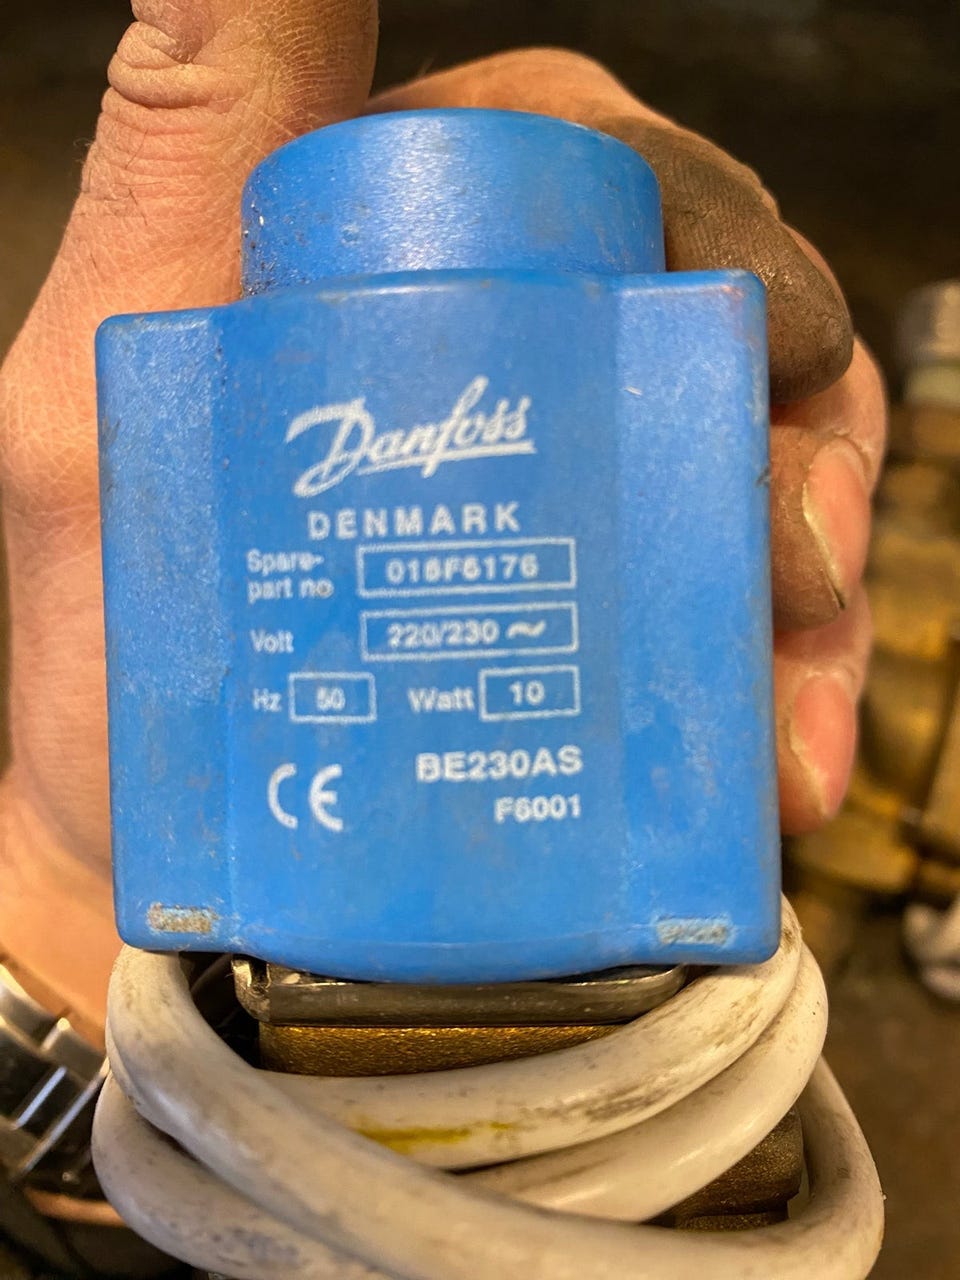 Danfoss
DENMARK
Spare-
part no 018F6176
Volt 220/230 ~
Hz 50 Watt 10
CE BE230AS
F6001